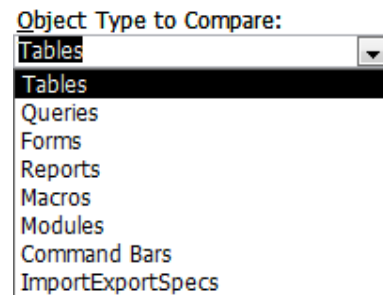 Object Type to Compare:
Tables
Tables
Queries
Forms
Reports
Macros
Modules
Command Bars
ImportExportSpecs